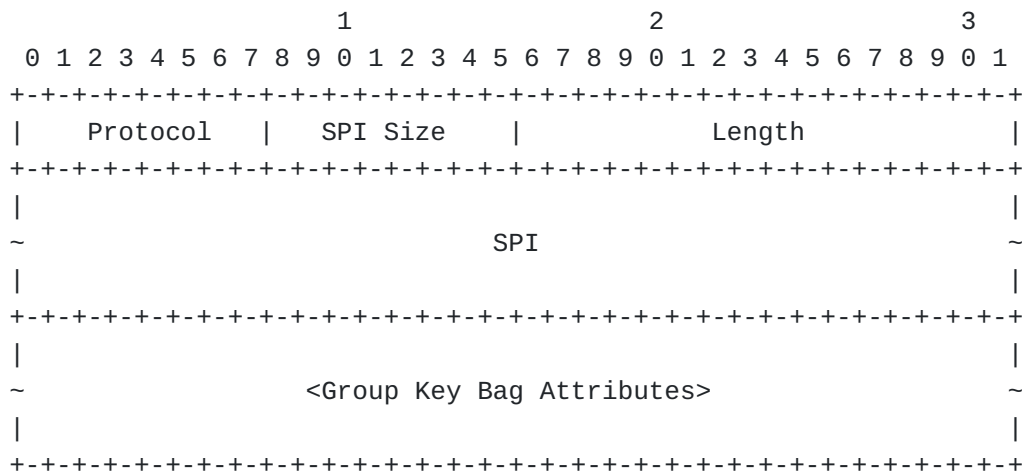 1                   2                   3
 0 1 2 3 4 5 6 7 8 9 0 1 2 3 4 5 6 7 8 9 0 1 2 3 4 5 6 7 8 9 0 1
+-+-+-+-+-+-+-+-+-+-+-+-+-+-+-+-+-+-+-+-+-+-+-+-+-+-+-+-+-+-+-+-+
|    Protocol   |   SPI Size    |            Length             |
+-+-+-+-+-+-+-+-+-+-+-+-+-+-+-+-+-+-+-+-+-+-+-+-+-+-+-+-+-+-+-+-+
|                                                               |
~                              SPI                              ~
|                                                               |
+-+-+-+-+-+-+-+-+-+-+-+-+-+-+-+-+-+-+-+-+-+-+-+-+-+-+-+-+-+-+-+-+
|                                                               |
~                  <Group Key Bag Attributes>                   ~
|                                                               |
+-+-+-+-+-+-+-+-+-+-+-+-+-+-+-+-+-+-+-+-+-+-+-+-+-+-+-+-+-+-+-+-+